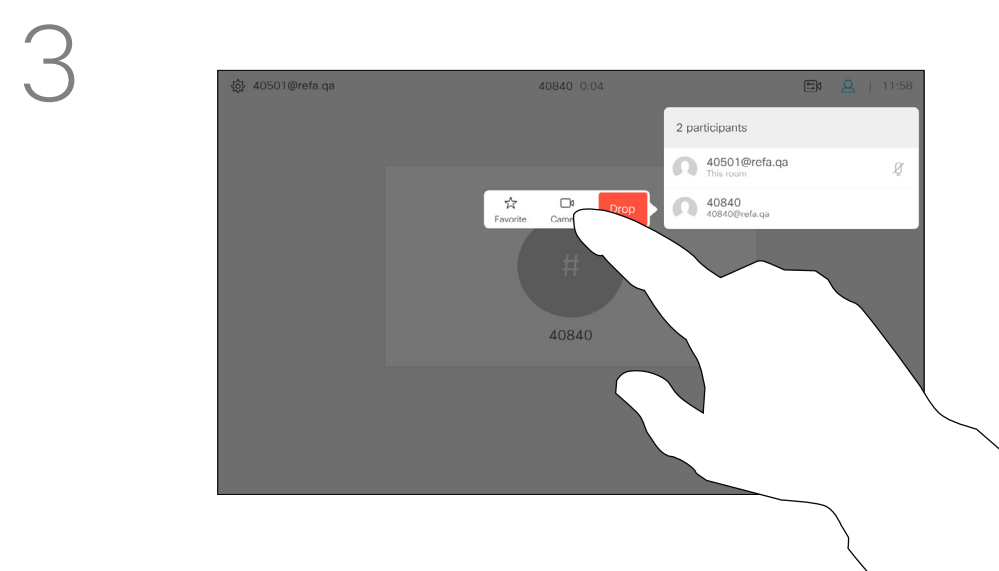 3
40501@refa.qa 40840 0:04 | 11:58
2 participants
40501@refa.qa
This room
40840
40840@refa.qa
Favorite Drop
#
40840